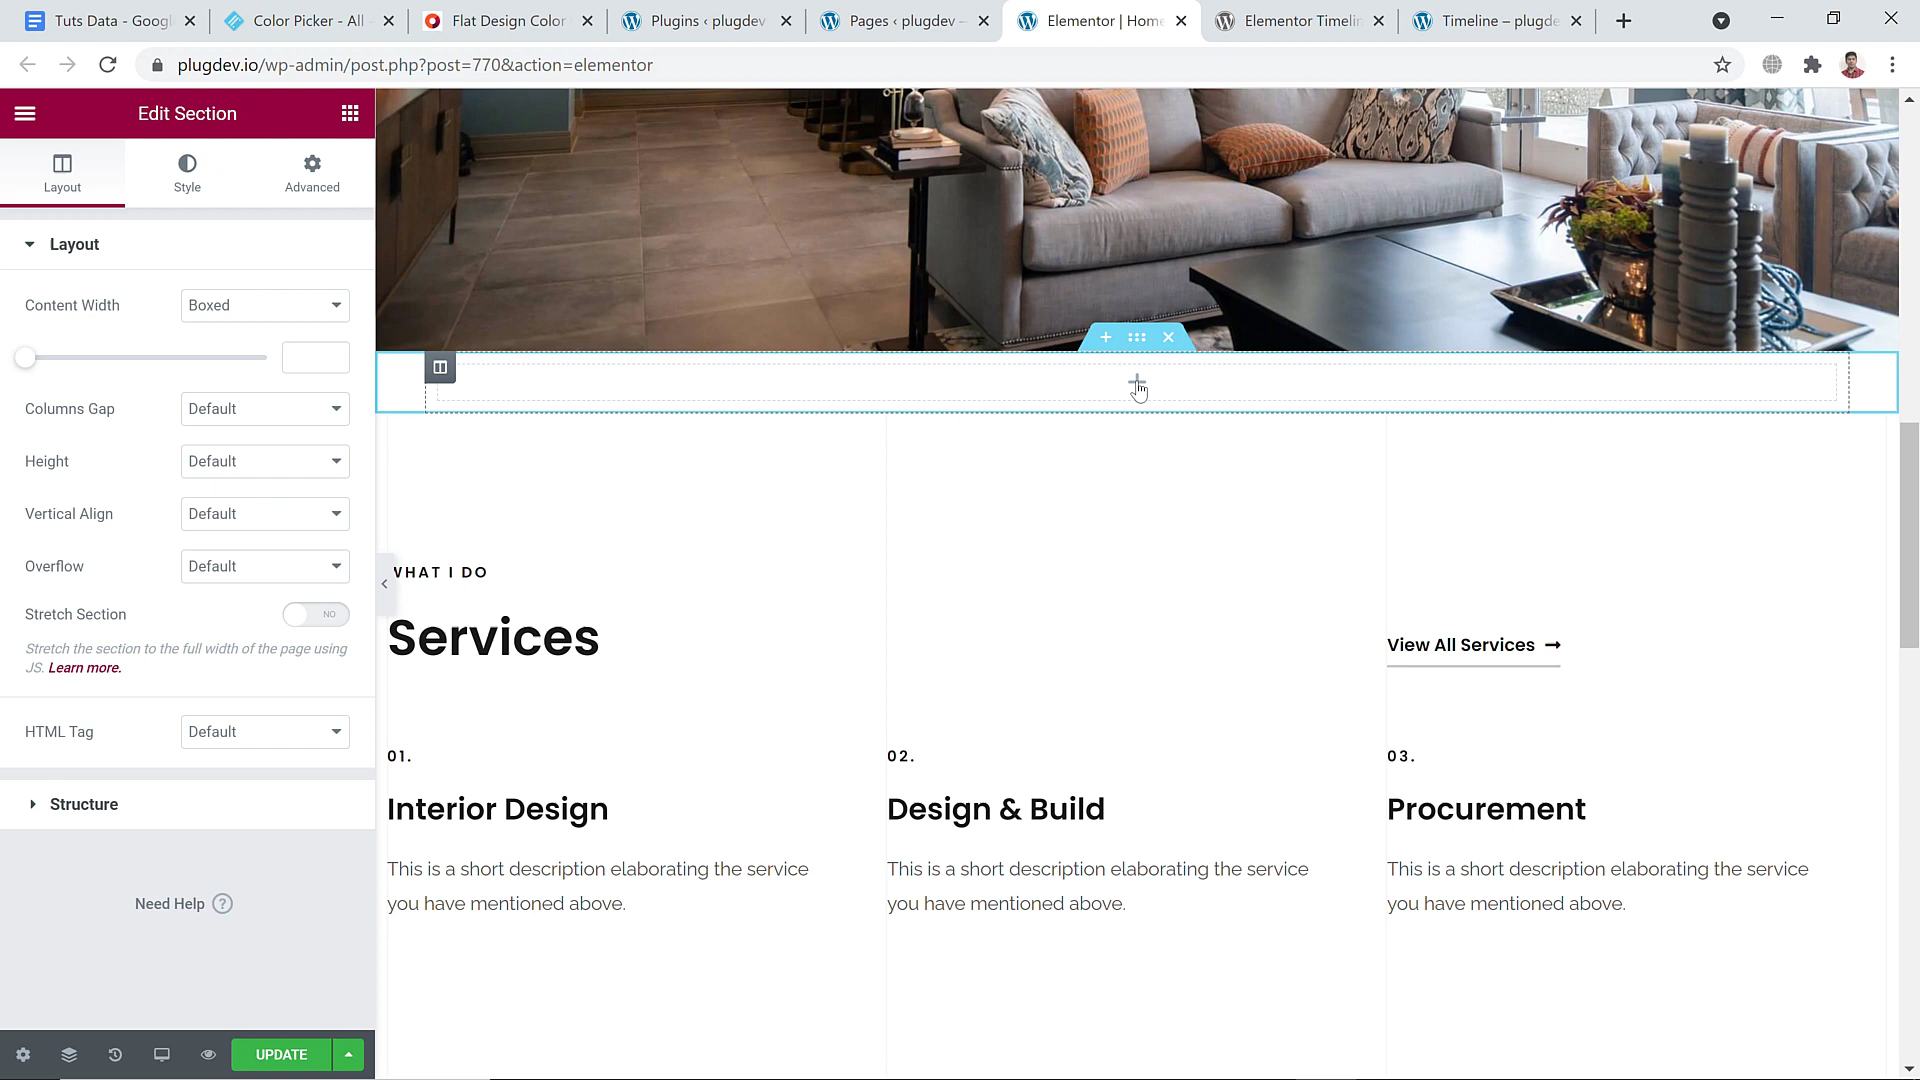 Tuts Data - Googl
Color Picker - All
Flat Design Color
Plugins ‹ plugdev
Pages ‹ plugdev –
Elementor | Home
Elementor Timelin
Timeline – plugde
plugdev.io/wp-admin/post.php?post=770&action=elementor
Edit Section
Layout
Style
Advanced
Layout
Content Width
Boxed
Columns Gap
Default
Height
Default
Vertical Align
Default
Overflow
Default
Stretch Section
NO
Stretch the section to the full width of the page using
JS. Learn more.
HTML Tag
Default
Structure
Need Help ?
UPDATE
WHAT I DO
Services
View All Services →
01.
Interior Design
This is a short description elaborating the service
you have mentioned above.
02.
Design & Build
This is a short description elaborating the service
you have mentioned above.
03.
Procurement
This is a short description elaborating the service
you have mentioned above.